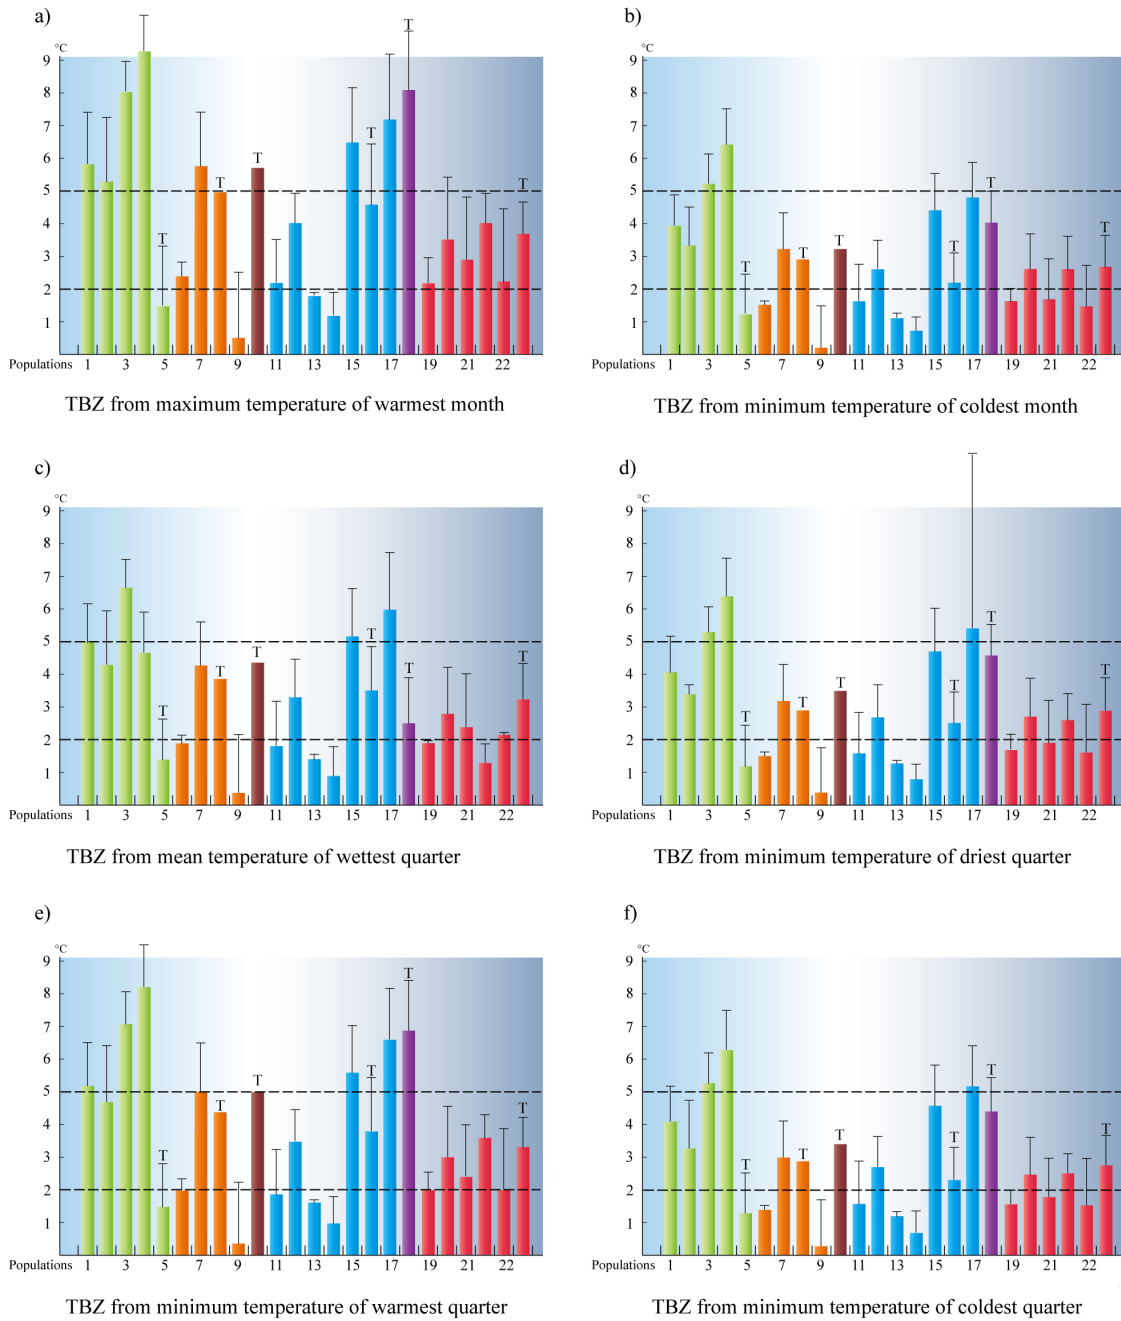 a)
°C
9
8
7
6
5
4
3
2
1
T T T T T T
Populations 1 3 5 7 9 11 13 15 17 19 21 22
TBZ from maximum temperature of warmest month
b)
°C
9
8
7
6
5
4
3
2
1
T T T T T T
Populations 1 3 5 7 9 11 13 15 17 19 21 22
TBZ from minimum temperature of coldest month
c)
°C
9
8
7
6
5
4
3
2
1
T T T T T T
Populations 1 3 5 7 9 11 13 15 17 19 21 22
TBZ from mean temperature of wettest quarter
d)
°C
9
8
7
6
5
4
3
2
1
T T T T T T
Populations 1 3 5 7 9 11 13 15 17 19 21 22
TBZ from minimum temperature of driest quarter
e)
°C
9
8
7
6
5
4
3
2
1
T T T T T T
Populations 1 3 5 7 9 11 13 15 17 19 21 22
TBZ from minimum temperature of warmest quarter
f)
°C
9
8
7
6
5
4
3
2
1
T T T T T T
Populations 1 3 5 7 9 11 13 15 17 19 21 22
TBZ from minimum temperature of coldest quarter